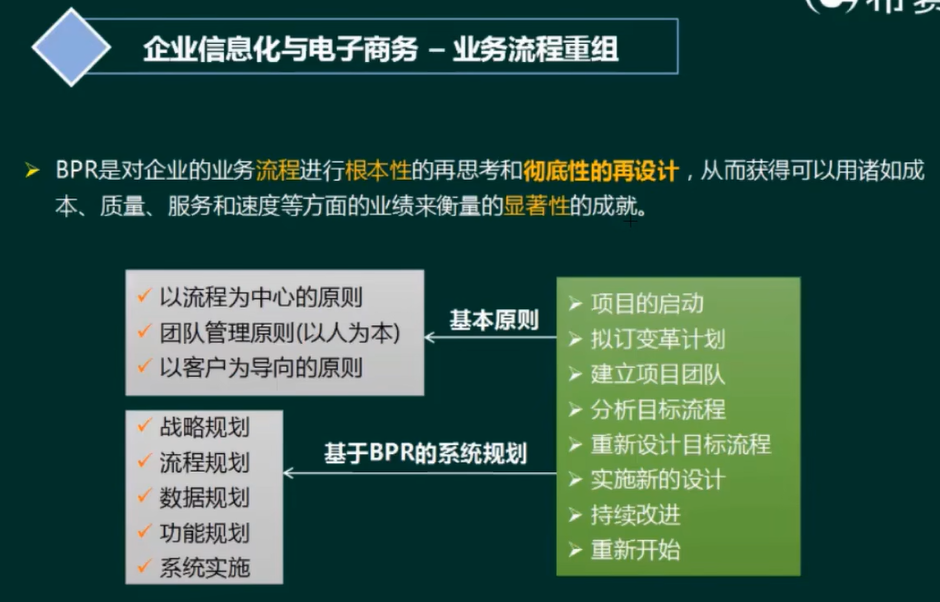 企业信息化与电子商务 – 业务流程重组
BPR是对企业的业务流程进行根本性的再思考和彻底性的再设计，从而获得可以用诸如成
本、质量、服务和速度等方面的业绩来衡量的显著性的成就。
以流程为中心的原则
团队管理原则(以人为本)
以客户为导向的原则
基本原则
战略规划
流程规划
数据规划
功能规划
系统实施
基于BPR的系统规划
项目的启动
拟订变革计划
建立项目团队
分析目标流程
重新设计目标流程
实施新的设计
持续改进
重新开始